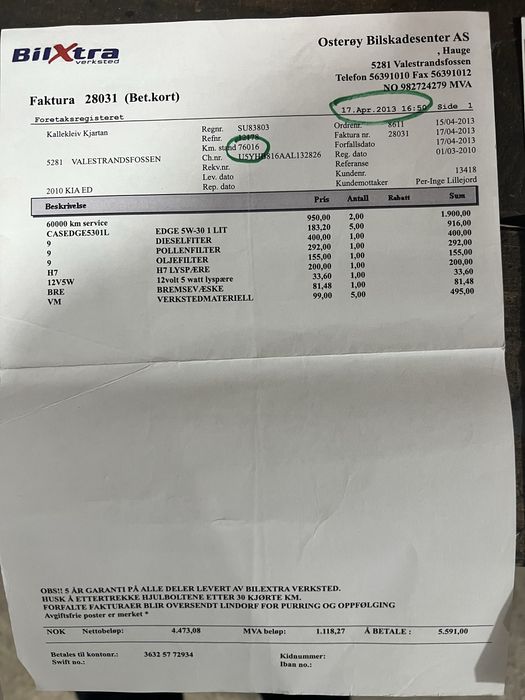 BilXtra
verksted
Osterøy Bilskadesenter AS
, Hauge
5281 Valestrandsfossen
Telefon 56391010 Fax 56391012
NO 982724279 MVA
Faktura 28031 (Bet.kort)
17.Apr.2013 16:50 Side 1
Foretaksregisteret
Kallekleiv Kjartan
5281 VALESTRANDSFOSSEN
2010 KIA ED
Regnr. SU83803
Refnr. 12478
Km. stand 76016
Ch.nr. U5YHB816AAL132826
Rekv.nr.
Lev. dato
Rep. dato
Ordrenr. 8611 15/04-2013
Faktura nr. 28031 17/04-2013
Forfallsdato 17/04-2013
Reg. dato 01/03-2010
Referanse
Kundenr. 13418
Kundemottaker Per-Inge Lillejord
Beskrivelse Pris Antall Rabatt Sum
60000 km service 950,00 2,00 1.900,00
CASEDGE5301L EDGE 5W-30 1 LIT 183,20 5,00 916,00
9 DIESELFITER 400,00 1,00 400,00
9 POLLENFILTER 292,00 1,00 292,00
9 OLJEFILTER 155,00 1,00 155,00
H7 H7 LYSPÆRE 200,00 1,00 200,00
12V5W 12volt 5 watt lyspære 33,60 1,00 33,60
BRE BREMSEVÆSKE 81,48 1,00 81,48
VM VERKSTEDMATERIELL 99,00 5,00 495,00
OBS!! 5 ÅR GARANTI PÅ ALLE DELER LEVERT AV BILEXTRA VERKSTED.
HUSK Å ETTERTREKKE HJULBOLTENE ETTER 30 KJØRTE KM.
FORFALTE FAKTURAER BLIR OVERSENDT LINDORF FOR PURRING OG OPPFØLGING
Avgiftsfrie poster er merket *
NOK Nettobeløp: 4.473,08 MVA beløp: 1.118,27 Å BETALE : 5.591,00
Betales til kontonr.: 3632 57 72934 Kidnummer:
Swift no.: Iban no.: